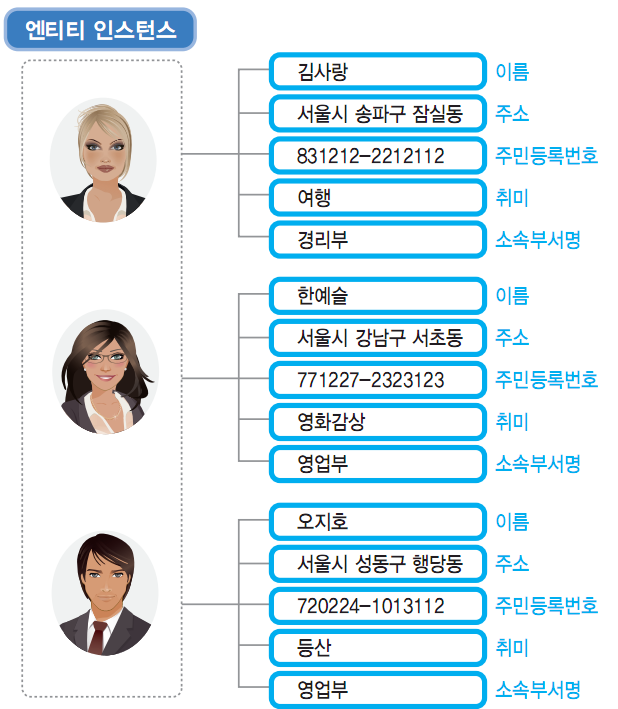 엔티티 인스턴스
김사랑 이름
서울시 송파구 잠실동 주소
831212-2212112 주민등록번호
여행 취미
경리부 소속부서명
한예슬 이름
서울시 강남구 서초동 주소
771227-2323123 주민등록번호
영화감상 취미
영업부 소속부서명
오지호 이름
서울시 성동구 행당동 주소
720224-1013112 주민등록번호
등산 취미
영업부 소속부서명